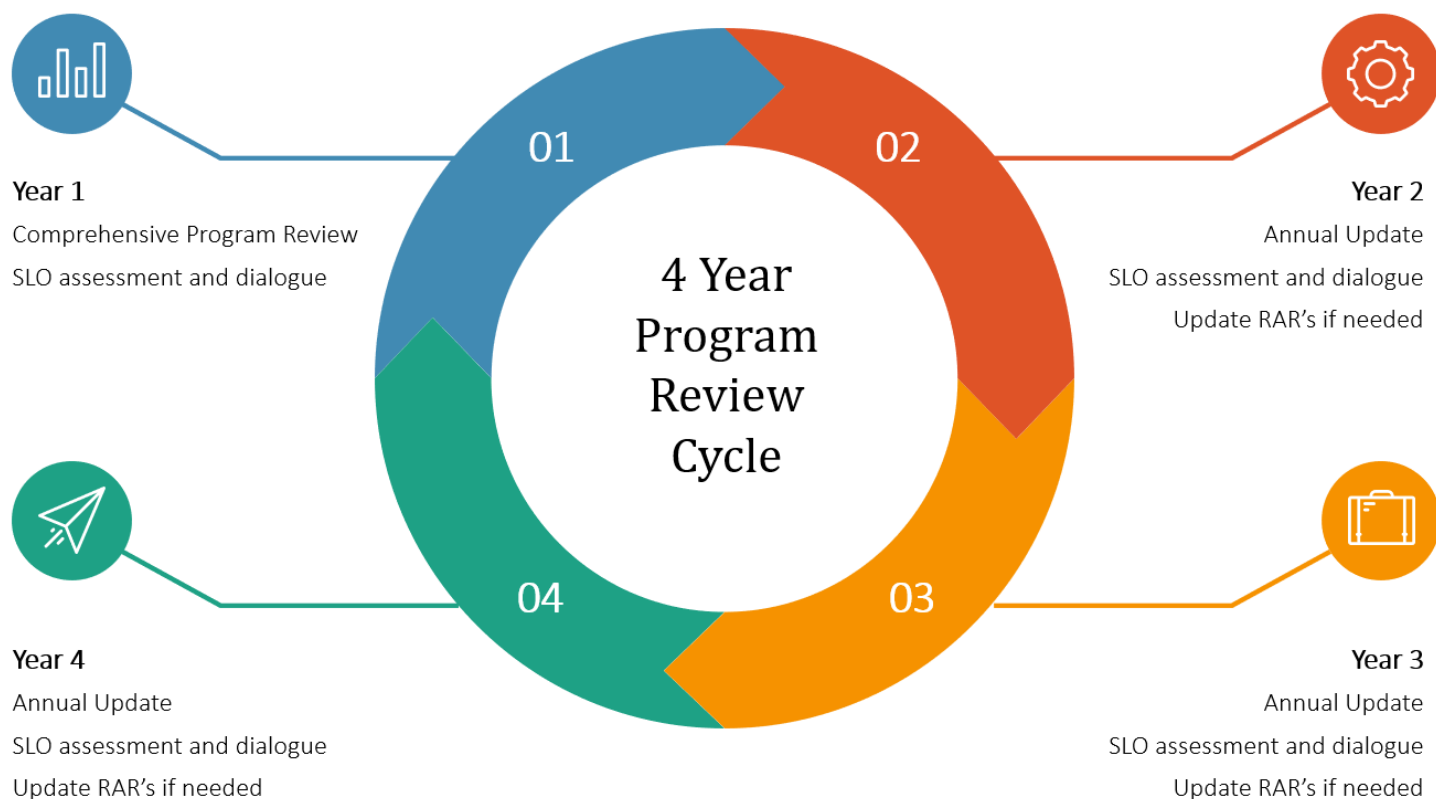 01
02
Year 1
Comprehensive Program Review
SLO assessment and dialogue
4 Year
Program
Review
Cycle
Year 2
Annual Update
SLO assessment and dialogue
Update RAR’s if needed
04
03
Year 4
Annual Update
SLO assessment and dialogue
Update RAR’s if needed
Year 3
Annual Update
SLO assessment and dialogue
Update RAR’s if needed